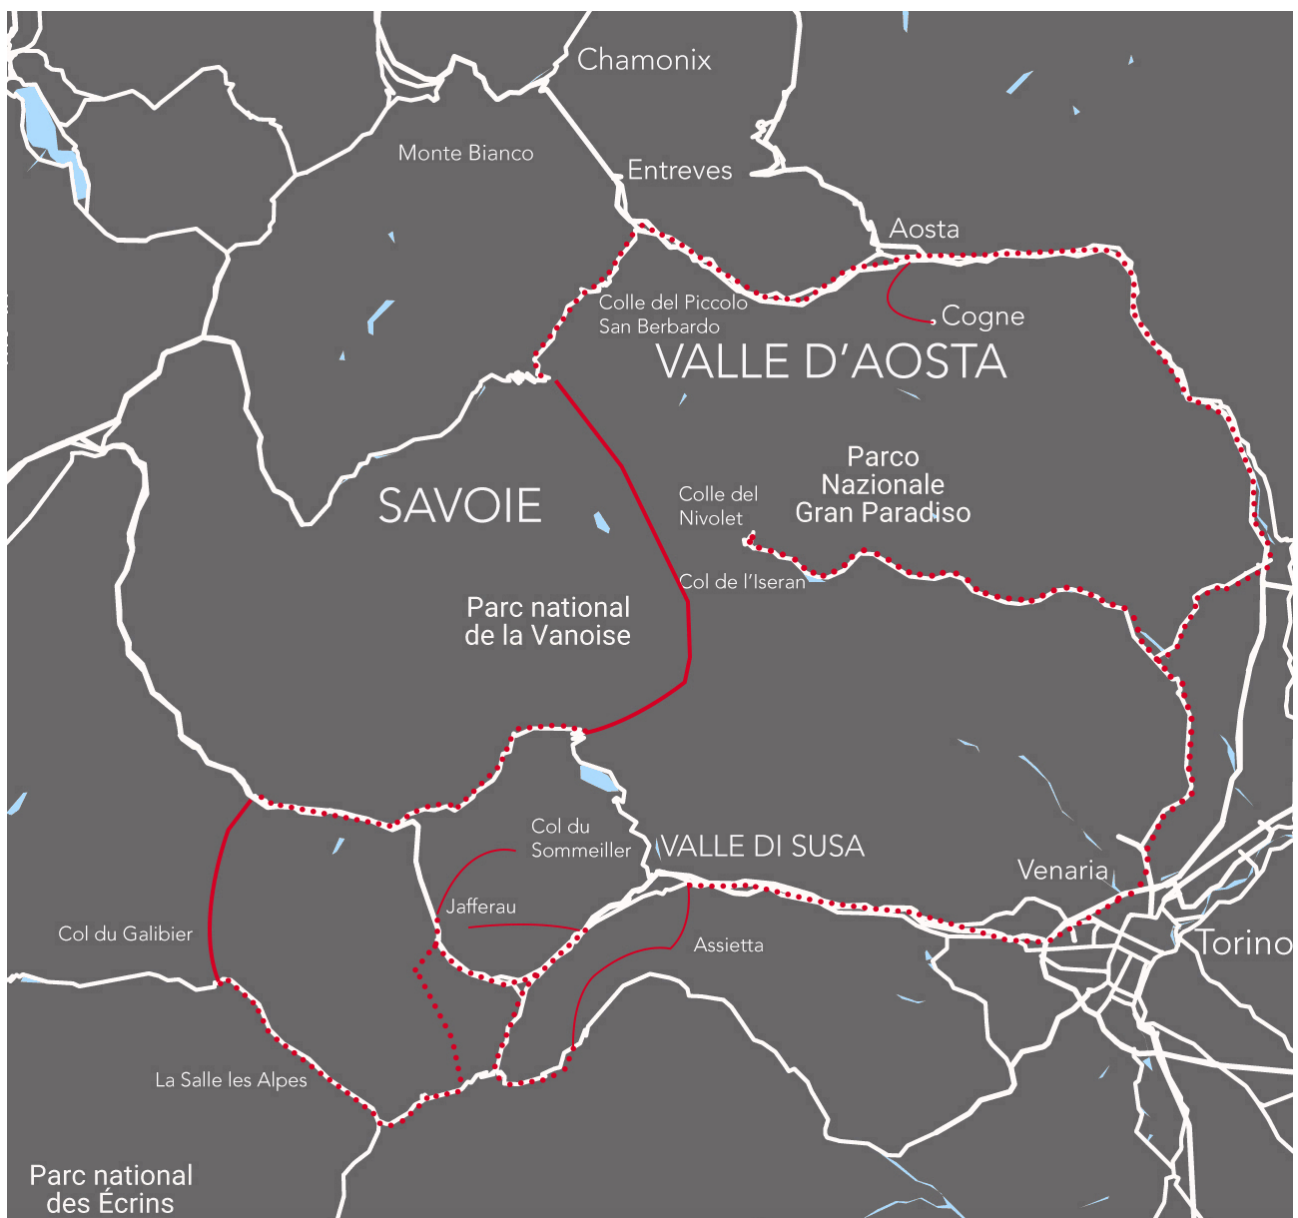 Chamonix
Monte Bianco
Entreves
Aosta
Colle del Piccolo
San Berbardo
Cogne
VALLE D'AOSTA
Parco
Nazionale
Gran Paradiso
Colle del
Nivolet
SAVOIE
Col de l'Iseran
Parc national
de la Vanoise
Col du
Sommeiller
VALLE DI SUSA
Venaria
Jafferau
Col du Galibier
Assietta
Torino
La Salle les Alpes
Parc national
des Écrins